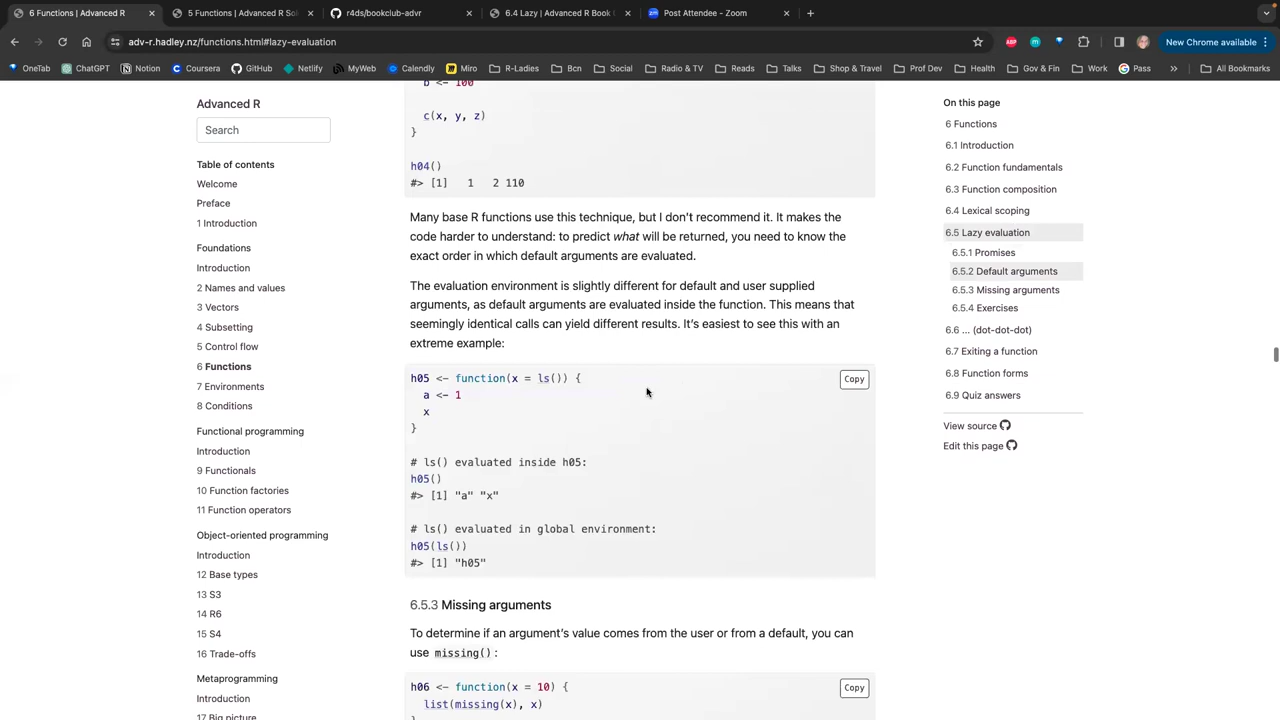 6 Functions | Advanced R
5 Functions | Advanced R Sol
r4ds/bookclub-advr
6.4 Lazy | Advanced R Book
Post Attendee - Zoom
adv-r.hadley.nz/functions.html#lazy-evaluation
New Chrome available
OneTab
ChatGPT
Notion
Coursera
GitHub
Netlify
MyWeb
Calendly
Miro
R-Ladies
Bcn
Social
Radio & TV
Reads
Talks
Shop & Travel
Prof Dev
Health
Gov & Fin
Work
Pass
»
All Bookmarks
Advanced R
Search
Table of contents
Welcome
Preface
1 Introduction
Foundations
Introduction
2 Names and values
3 Vectors
4 Subsetting
5 Control flow
6 Functions
7 Environments
8 Conditions
Functional programming
Introduction
9 Functionals
10 Function factories
11 Function operators
Object-oriented programming
Introduction
12 Base types
13 S3
14 R6
15 S4
16 Trade-offs
Metaprogramming
Introduction
17 Big picture
b <- 100
c(x, y, z)
}
h04()
#> [1]   1   2 110
Many base R functions use this technique, but I don't recommend it. It makes the
code harder to understand: to predict what will be returned, you need to know the
exact order in which default arguments are evaluated.
The evaluation environment is slightly different for default and user supplied
arguments, as default arguments are evaluated inside the function. This means that
seemingly identical calls can yield different results. It's easiest to see this with an
extreme example:
h05 <- function(x = ls()) {
Copy
a <- 1
x
}
# ls() evaluated inside h05:
h05()
#> [1] "a" "x"
# ls() evaluated in global environment:
h05(ls())
#> [1] "h05"
6.5.3 Missing arguments
To determine if an argument's value comes from the user or from a default, you can
use missing():
h06 <- function(x = 10) {
Copy
list(missing(x), x)
On this page
6 Functions
6.1 Introduction
6.2 Function fundamentals
6.3 Function composition
6.4 Lexical scoping
6.5 Lazy evaluation
6.5.1 Promises
6.5.2 Default arguments
6.5.3 Missing arguments
6.5.4 Exercises
6.6 ... (dot-dot-dot)
6.7 Exiting a function
6.8 Function forms
6.9 Quiz answers
View source
Edit this page